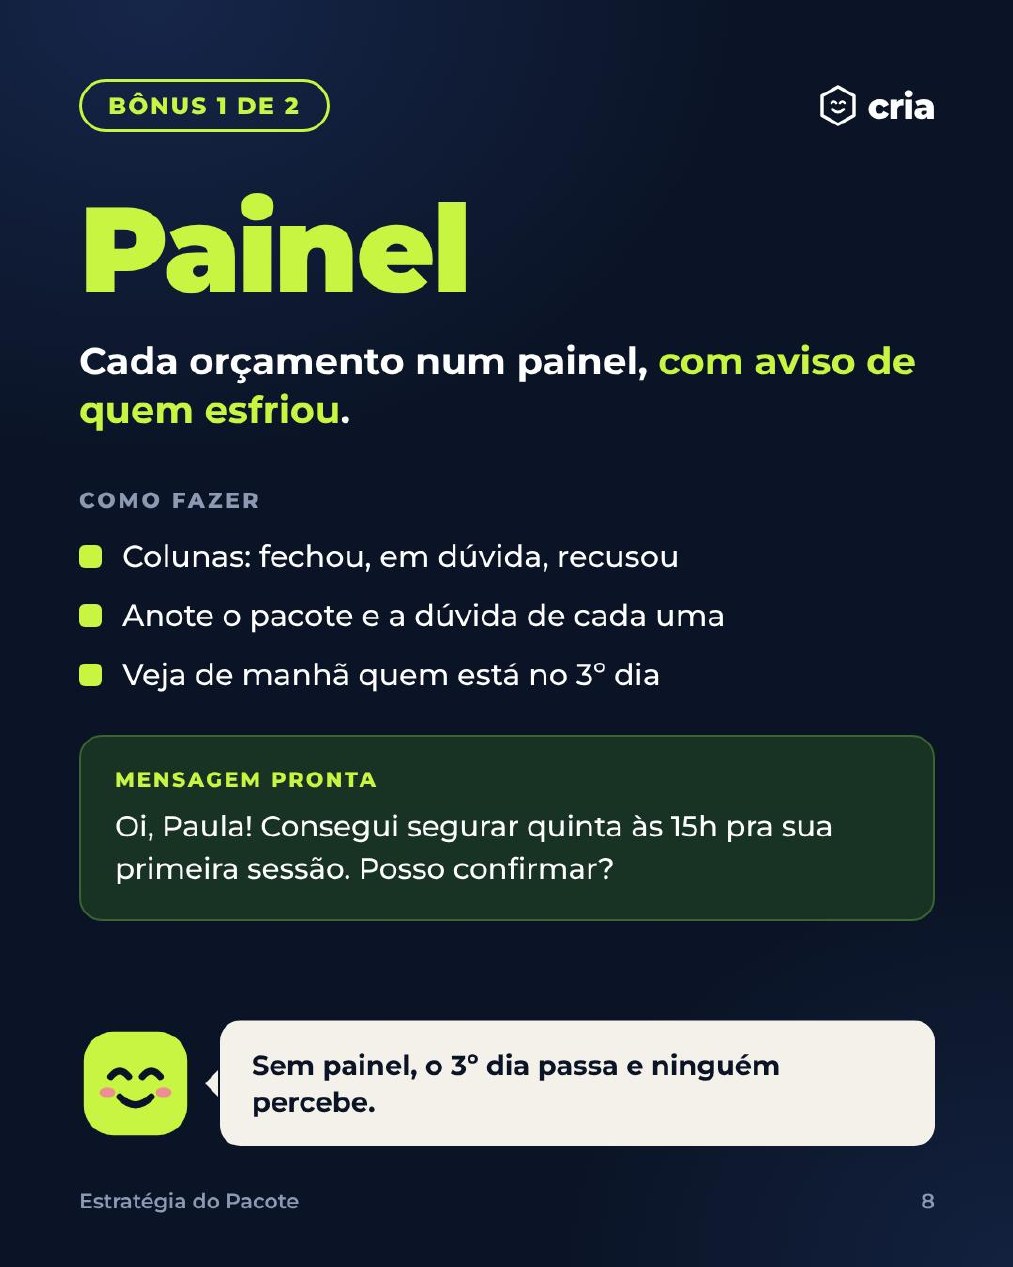 BÔNUS 1 DE 2
cria
Painel
Cada orçamento num painel, com aviso de
quem esfriou.
COMO FAZER
Colunas: fechou, em dúvida, recusou
Anote o pacote e a dúvida de cada uma
Veja de manhã quem está no 3º dia
MENSAGEM PRONTA
Oi, Paula! Consegui segurar quinta às 15h pra sua
primeira sessão. Posso confirmar?
Sem painel, o 3º dia passa e ninguém
percebe.
Estratégia do Pacote
8